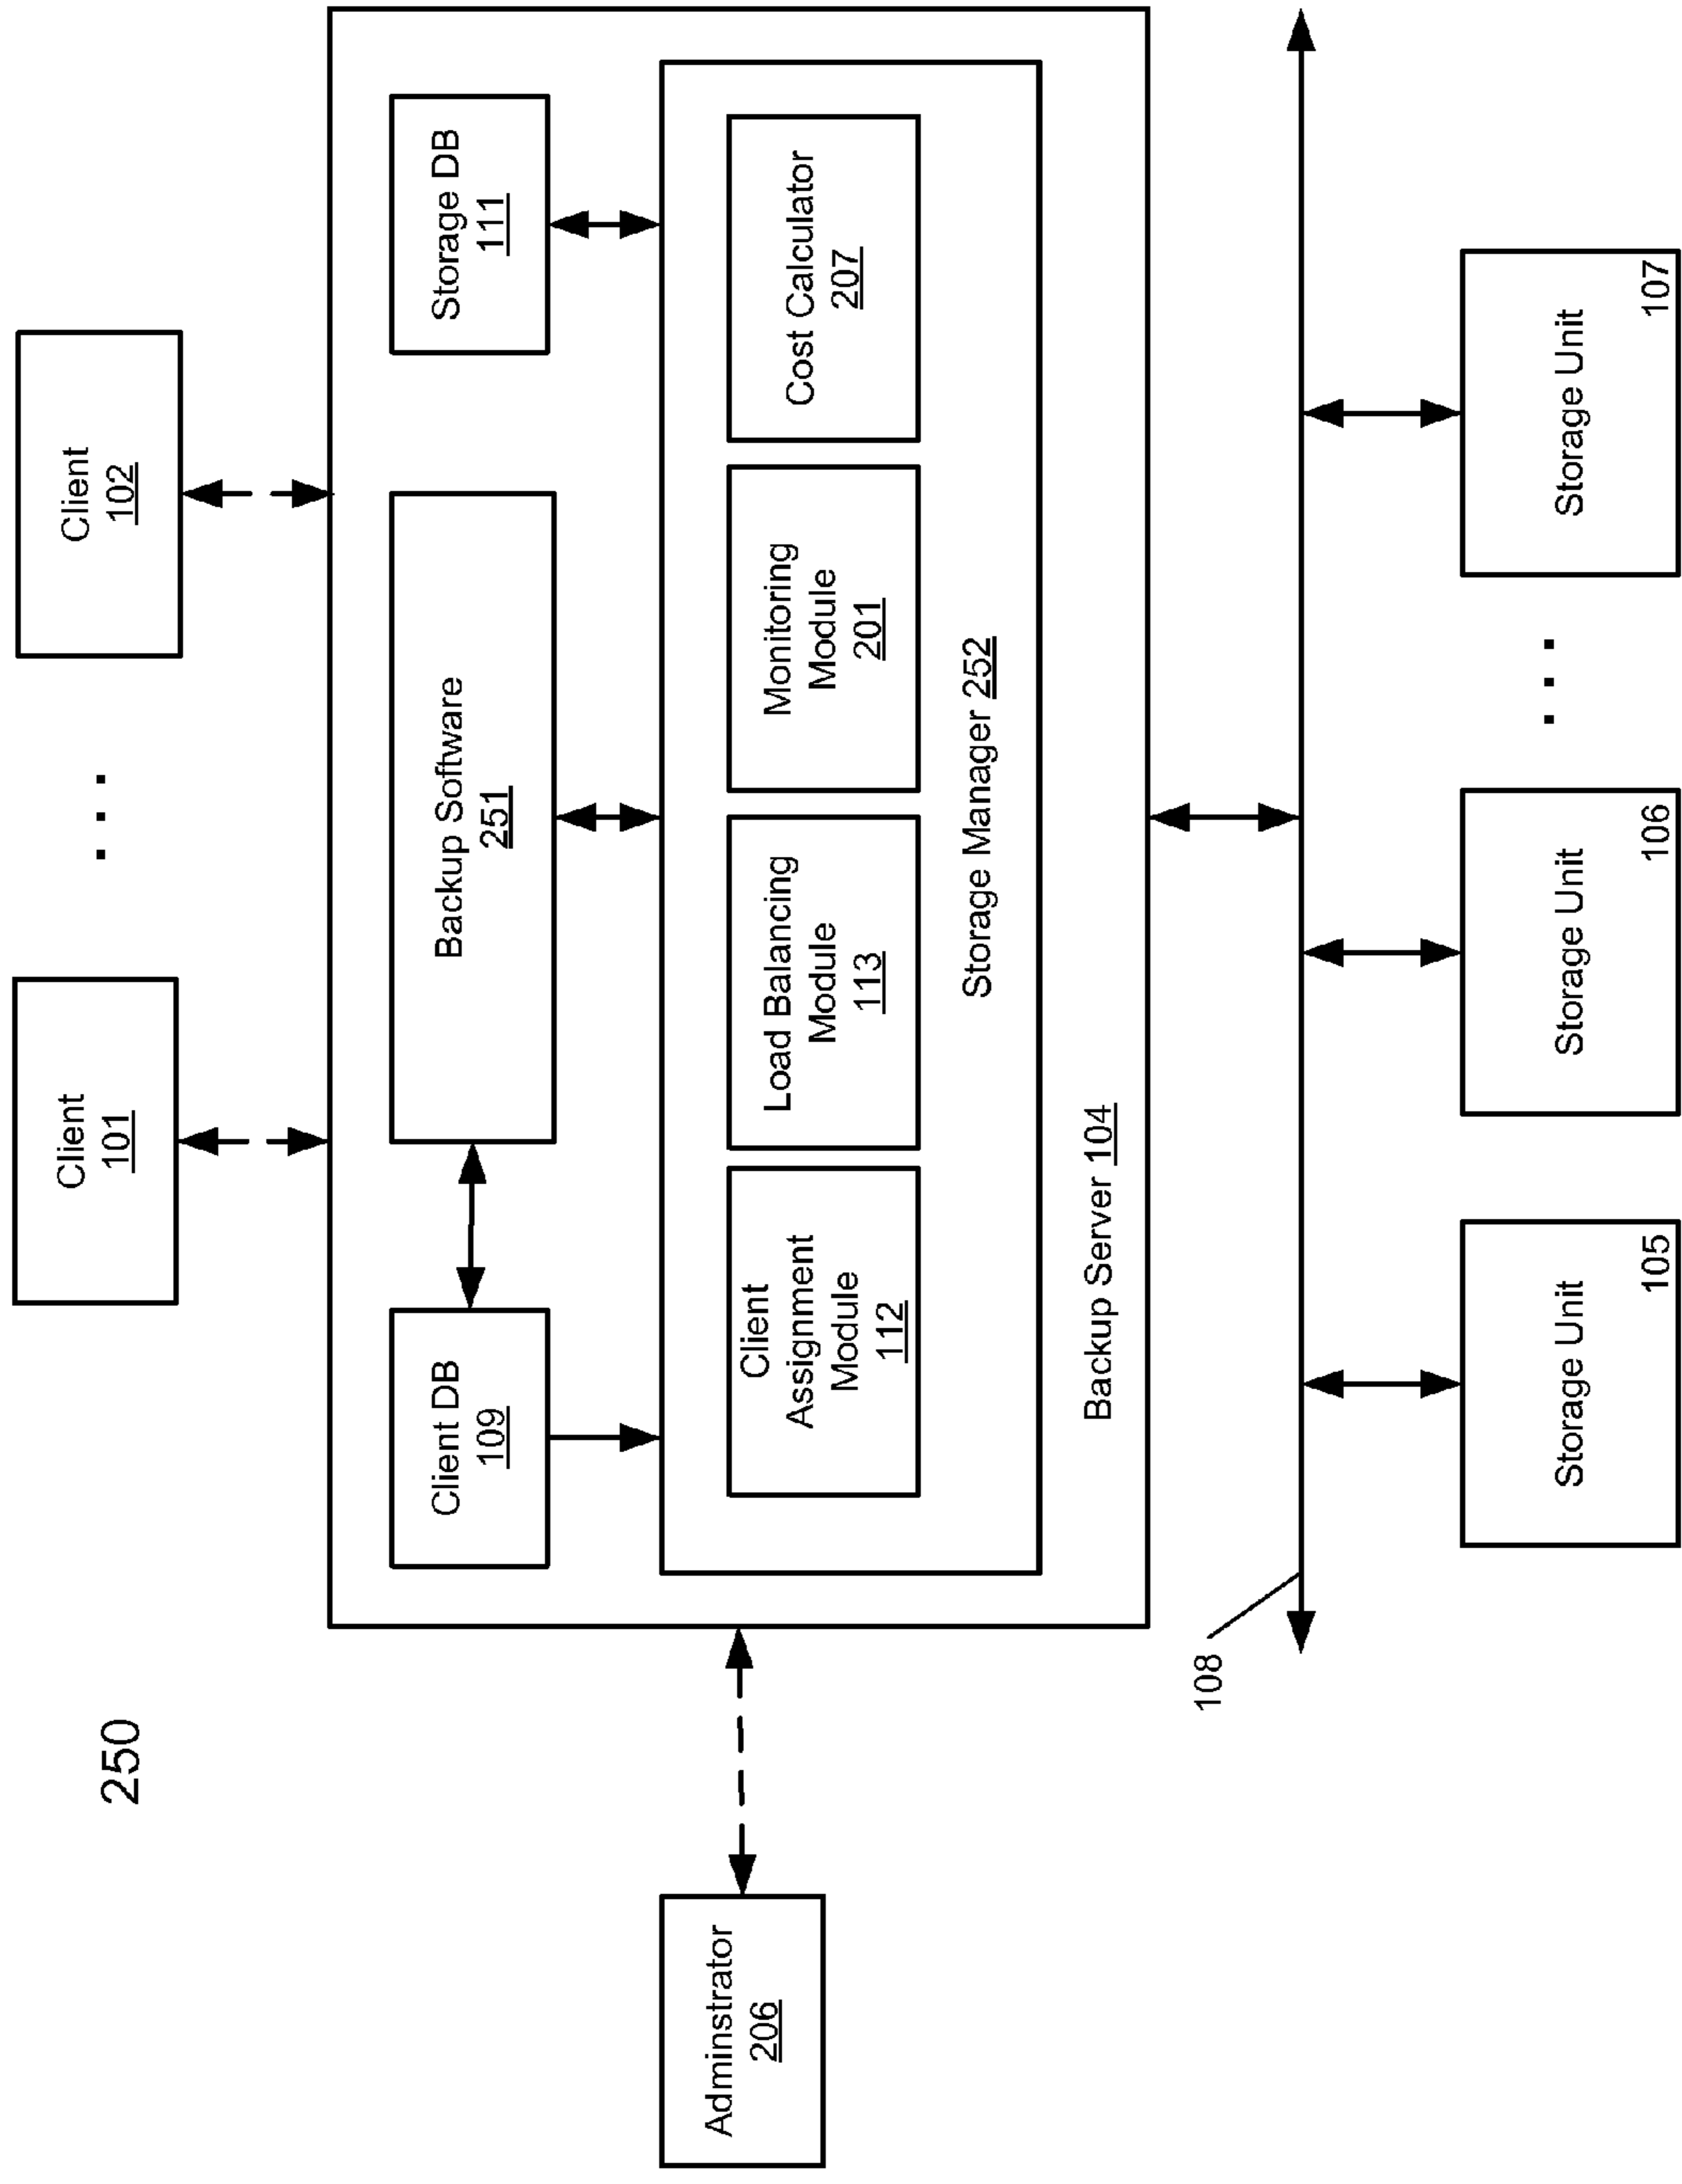 250
Client
101
Client
102
Client DB
109
Backup Software
251
Storage DB
111
Adminstrator
206
Client
Assignment
Module
112
Load Balancing
Module
113
Monitoring
Module
201
Cost Calculator
207
Storage Manager 252
Backup Server 104
108
Storage Unit
105
Storage Unit
106
Storage Unit
107